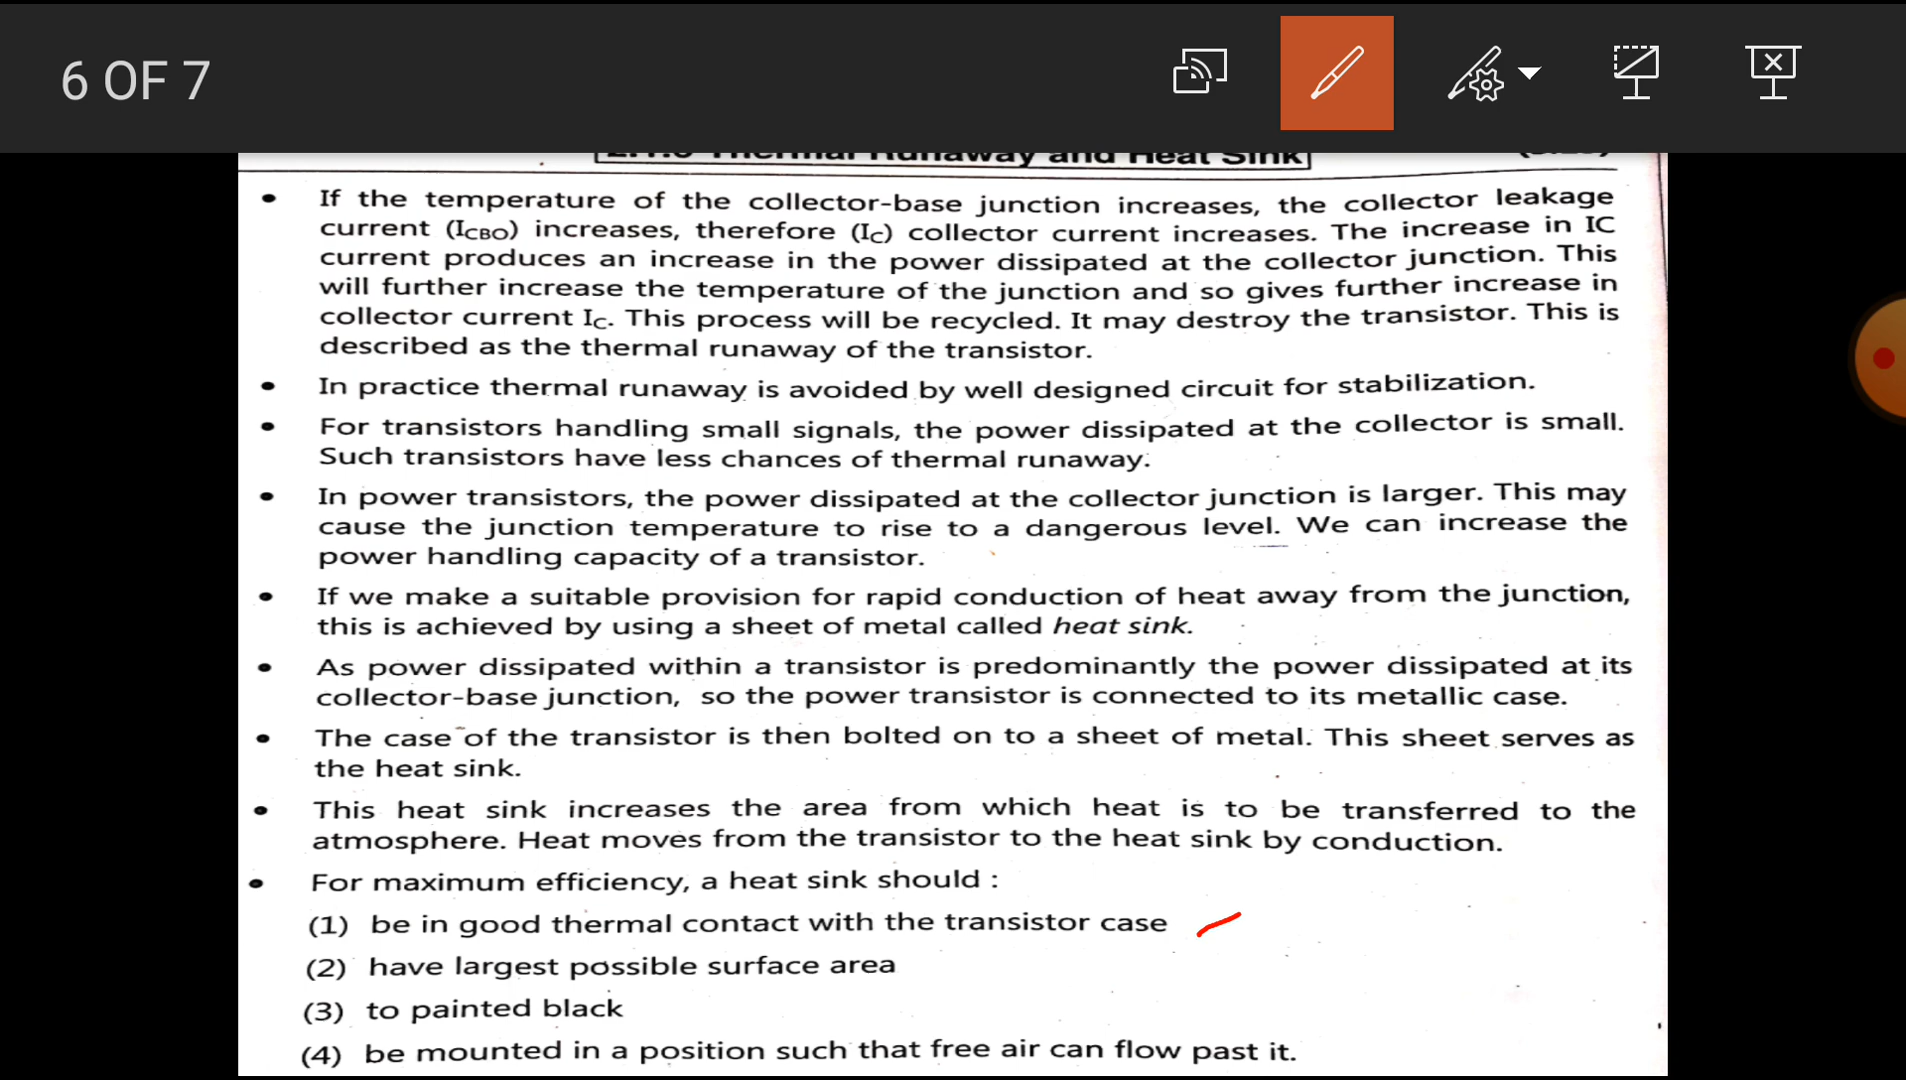 6 OF 7
Thermal Runaway and Heat Sink
• If the temperature of the collector-base junction increases, the collector leakage
current (ICBO) increases, therefore (IC) collector current increases. The increase in IC
current produces an increase in the power dissipated at the collector junction. This
will further increase the temperature of the junction and so gives further increase in
collector current IC. This process will be recycled. It may destroy the transistor. This is
described as the thermal runaway of the transistor.
• In practice thermal runaway is avoided by well designed circuit for stabilization.
• For transistors handling small signals, the power dissipated at the collector is small.
Such transistors have less chances of thermal runaway.
• In power transistors, the power dissipated at the collector junction is larger. This may
cause the junction temperature to rise to a dangerous level. We can increase the
power handling capacity of a transistor.
• If we make a suitable provision for rapid conduction of heat away from the junction,
this is achieved by using a sheet of metal called heat sink.
• As power dissipated within a transistor is predominantly the power dissipated at its
collector-base junction, so the power transistor is connected to its metallic case.
• The case of the transistor is then bolted on to a sheet of metal. This sheet serves as
the heat sink.
• This heat sink increases the area from which heat is to be transferred to the
atmosphere. Heat moves from the transistor to the heat sink by conduction.
• For maximum efficiency, a heat sink should :
(1) be in good thermal contact with the transistor case
(2) have largest possible surface area
(3) to painted black
(4) be mounted in a position such that free air can flow past it.